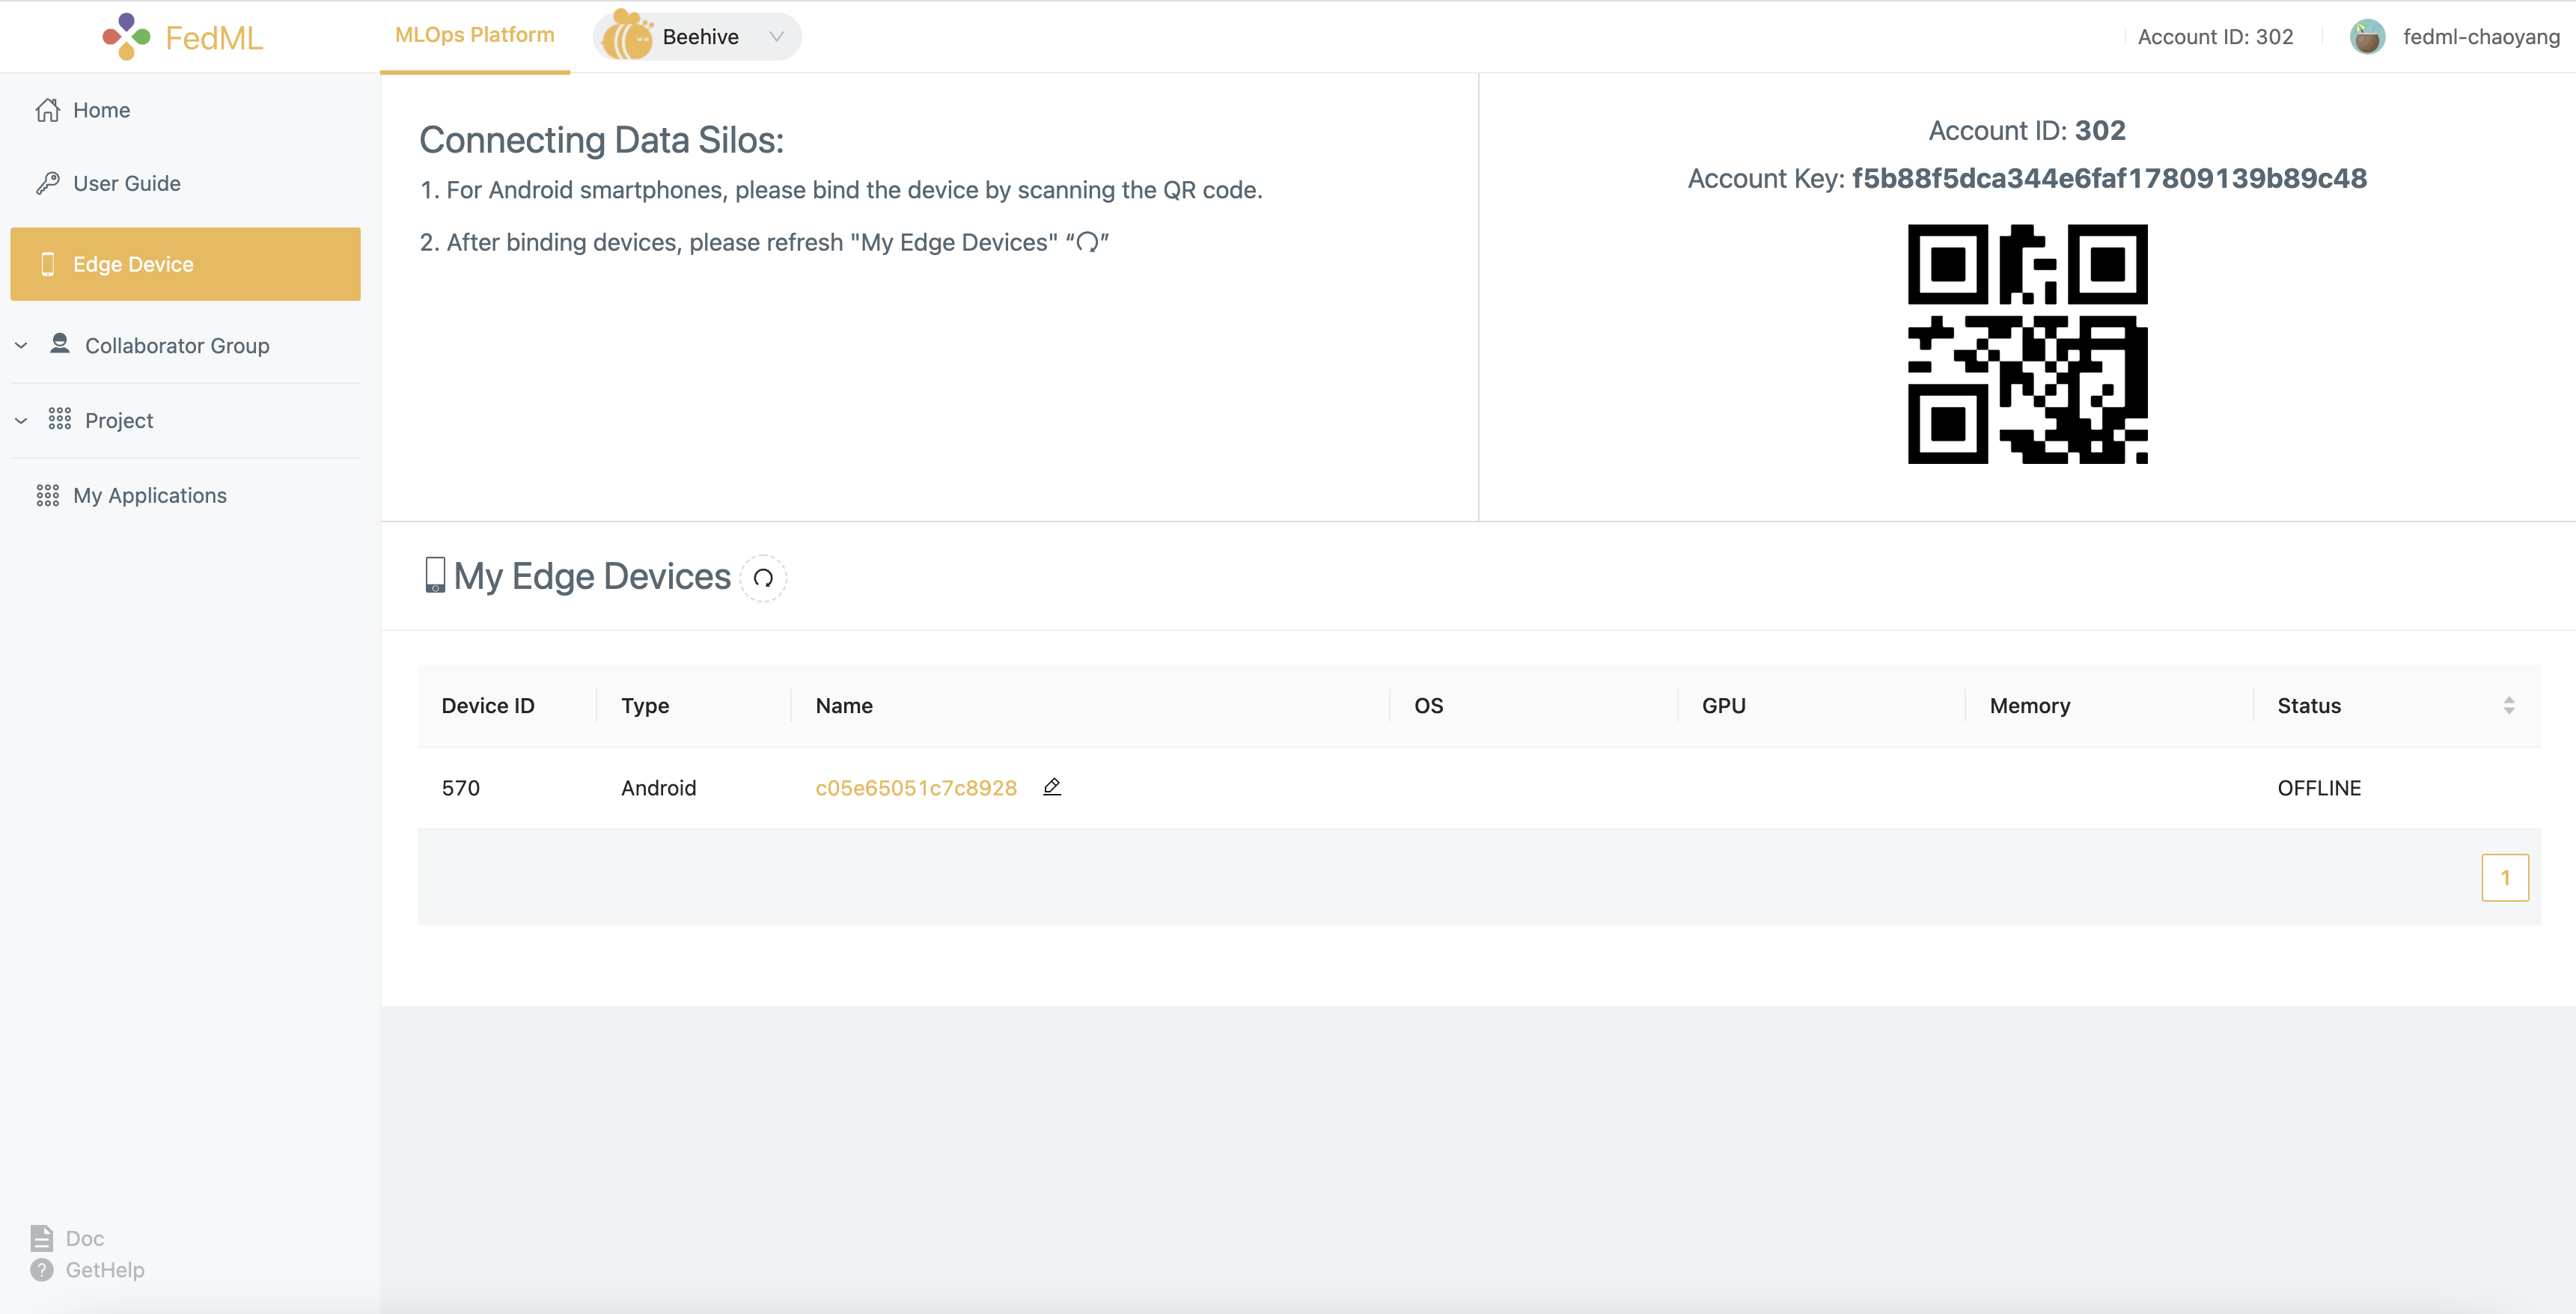 FedML
MLOps Platform
Beehive
Account ID: 302
fedml-chaoyang
Home
User Guide
Edge Device
Collaborator Group
Project
My Applications
Doc
GetHelp
Connecting Data Silos:
1. For Android smartphones, please bind the device by scanning the QR code.
2. After binding devices, please refresh "My Edge Devices" “ ”
Account ID: 302
Account Key: f5b88f5dca344e6faf17809139b89c48
My Edge Devices
Device ID Type Name OS GPU Memory Status
570 Android c05e65051c7c8928 OFFLINE
1